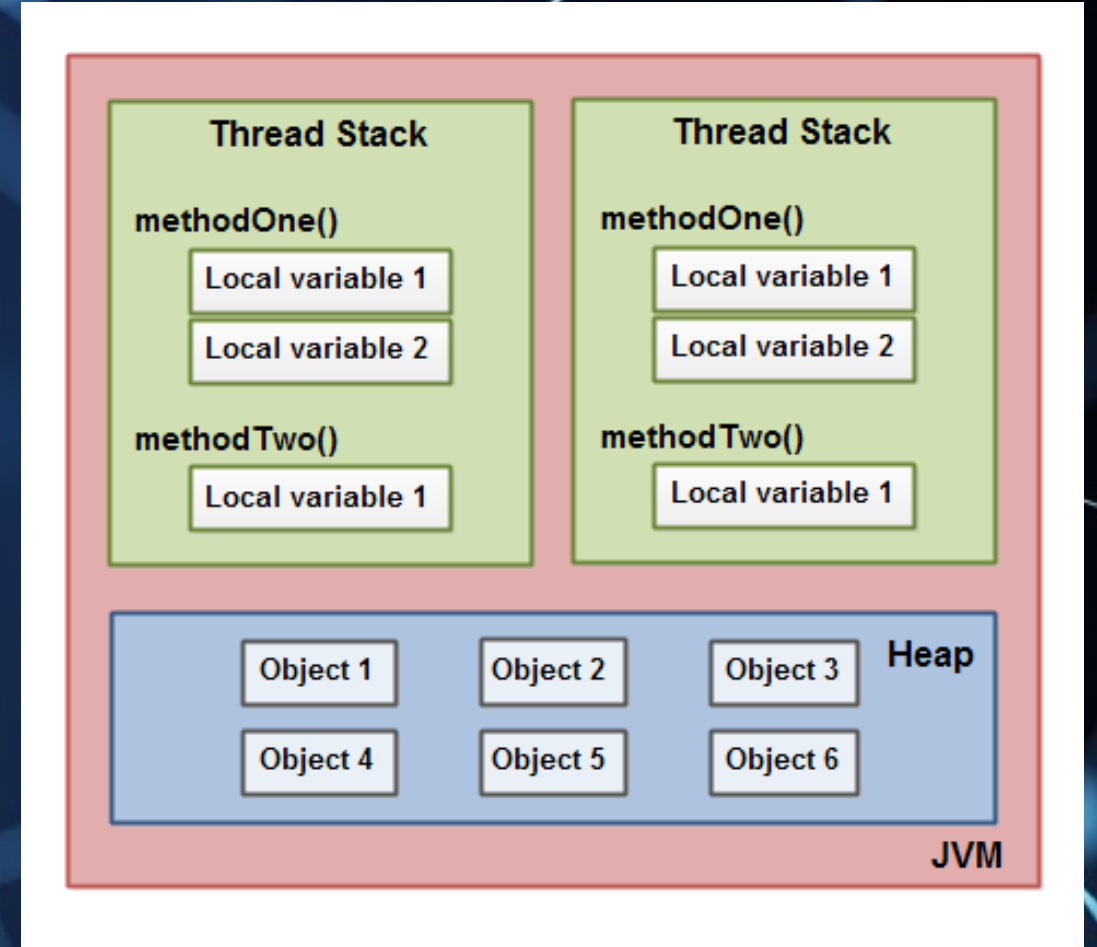 Thread Stack
methodOne()
Local variable 1
Local variable 2
methodTwo()
Local variable 1
Thread Stack
methodOne()
Local variable 1
Local variable 2
methodTwo()
Local variable 1
Heap
Object 1
Object 2
Object 3
Object 4
Object 5
Object 6
JVM